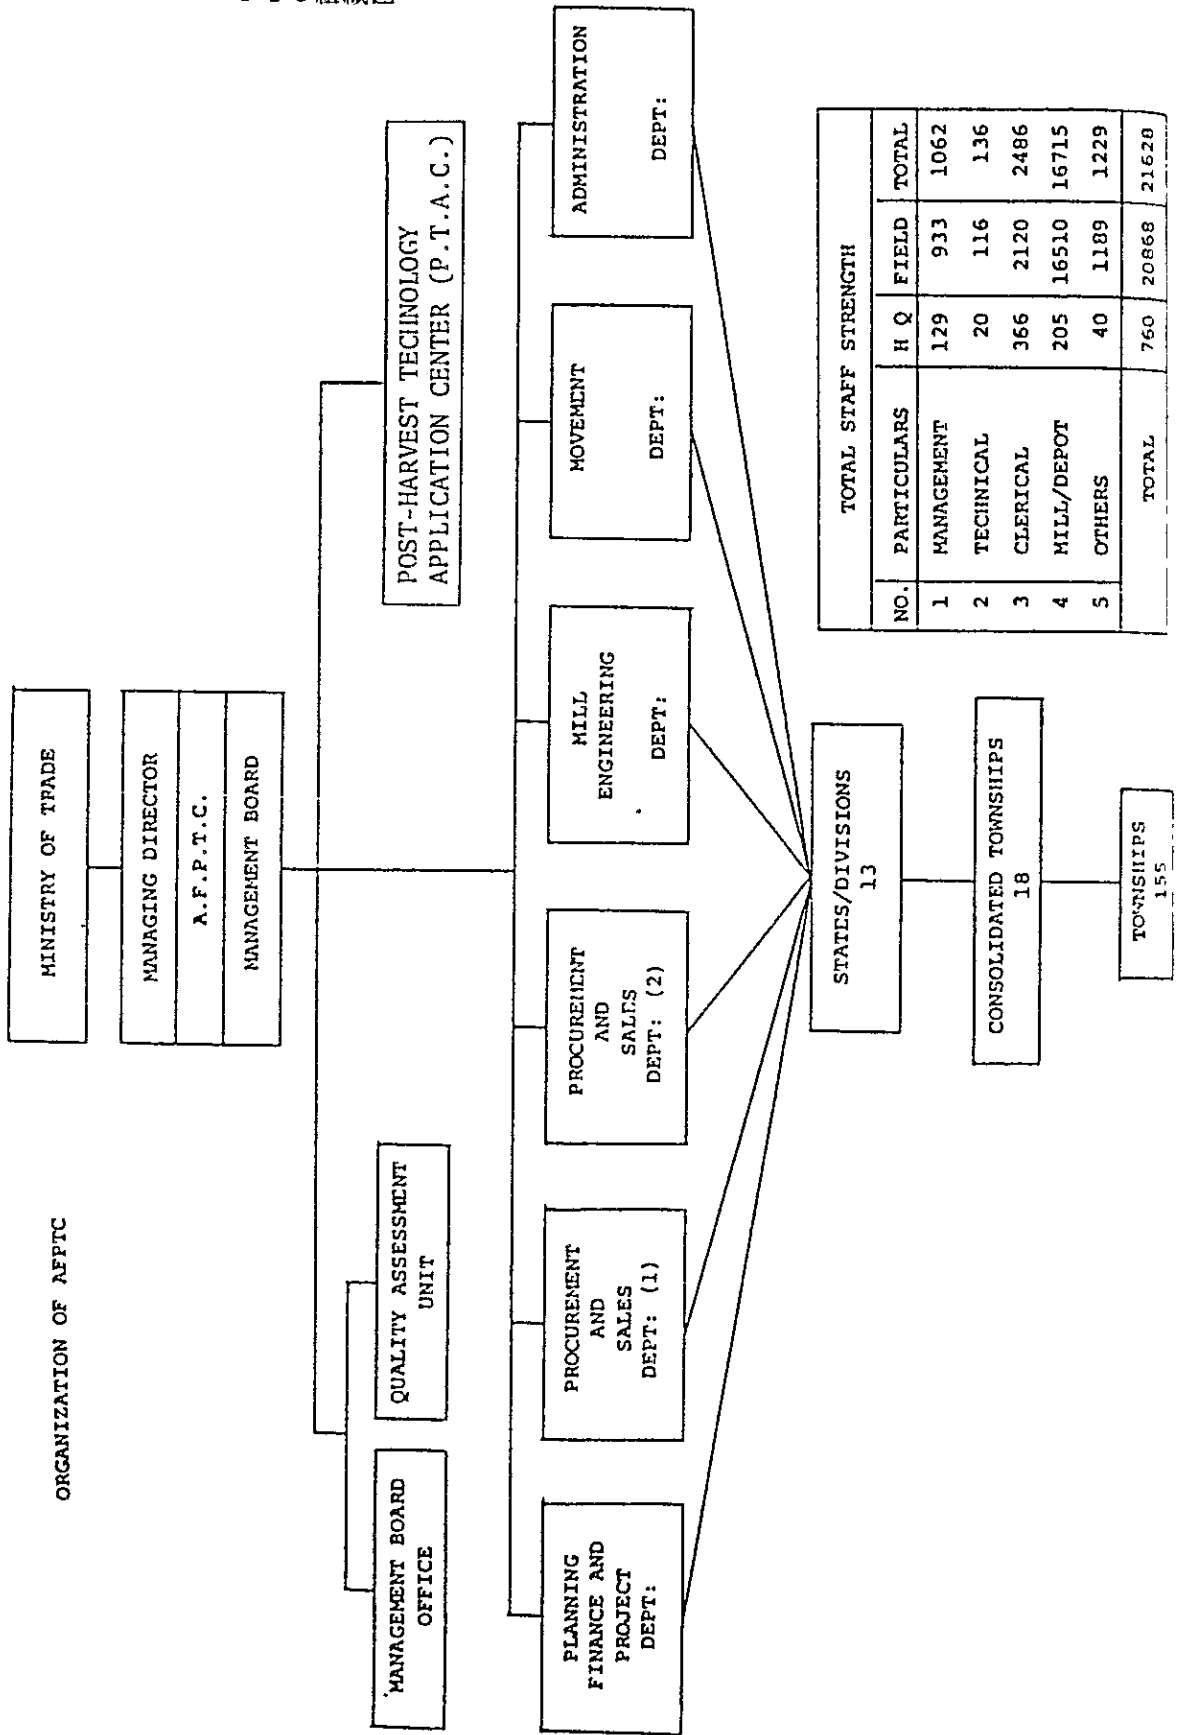 組織図
ORGANIZATION OF AFPTC
MINISTRY OF TRADE
MANAGING DIRECTOR
A.F.P.T.C.
MANAGEMENT BOARD
MANAGEMENT BOARD
OFFICE
QUALITY ASSESSMENT
UNIT
POST-HARVEST TECHNOLOGY
APPLICATION CENTER (P.T.A.C.)
PLANNING
FINANCE AND
PROJECT
DEPT:
PROCUREMENT
AND
SALES
DEPT: (1)
PROCUREMENT
AND
SALES
DEPT: (2)
MILL
ENGINEERING
DEPT:
MOVEMENT
DEPT:
ADMINISTRATION
DEPT:
STATES/DIVISIONS
13
CONSOLIDATED TOWNSHIPS
18
TOWNSHIPS
155
TOTAL STAFF STRENGTH
NO. PARTICULARS H Q FIELD TOTAL
1 MANAGEMENT 129 933 1062
2 TECHNICAL 20 116 136
3 CLERICAL 366 2120 2486
4 MILL/DEPOT 205 16510 16715
5 OTHERS 40 1189 1229
TOTAL 760 20868 21628